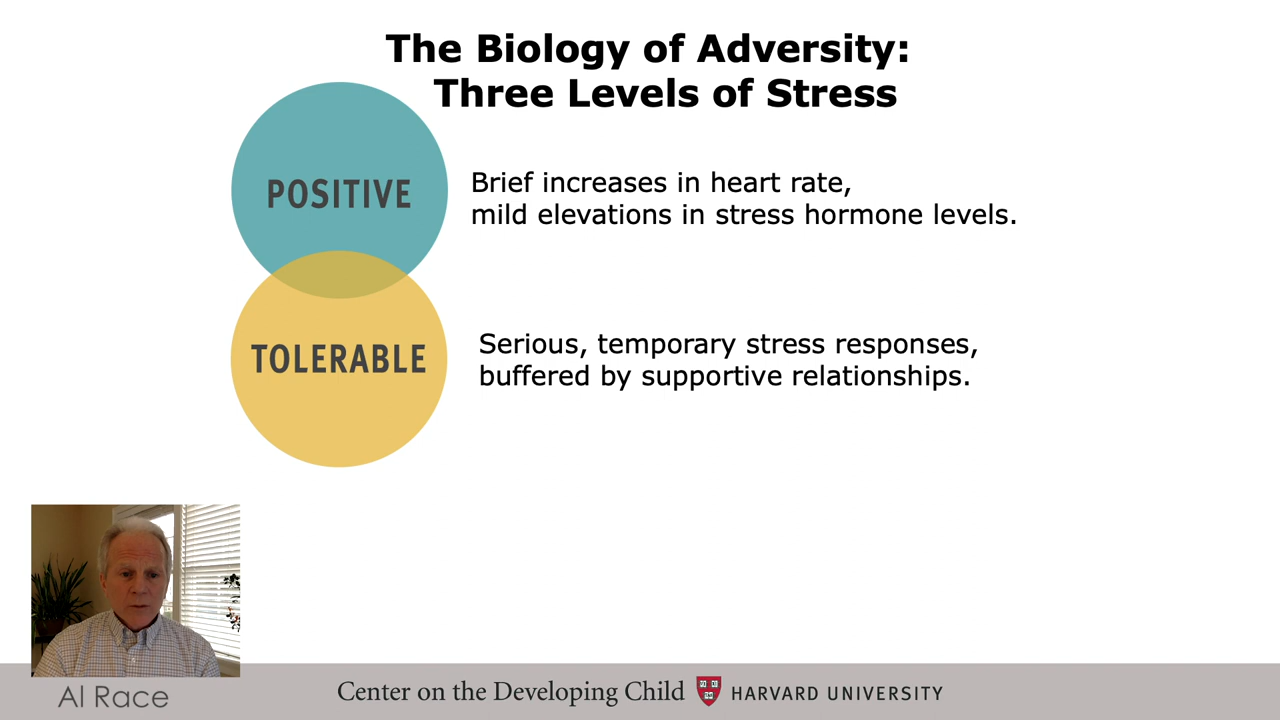 The Biology of Adversity:
Three Levels of Stress
POSITIVE
Brief increases in heart rate,
mild elevations in stress hormone levels.
TOLERABLE
Serious, temporary stress responses,
buffered by supportive relationships.
Al Race
Center on the Developing Child HARVARD UNIVERSITY